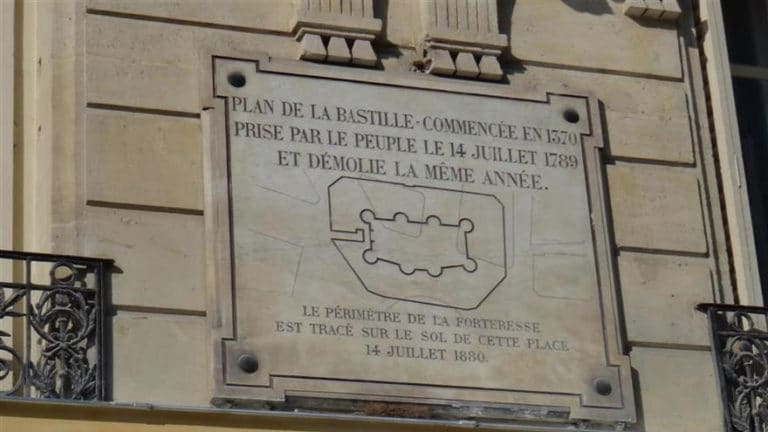 PLAN DE LA BASTILLE - COMMENCÉE EN 1370
PRISE PAR LE PEUPLE LE 14 JUILLET 1789
ET DÉMOLIE LA MÊME ANNÉE.
LE PÉRIMÈTRE DE LA FORTERESSE
EST TRACÉ SUR LE SOL DE CETTE PLACE
14 JUILLET 1880.